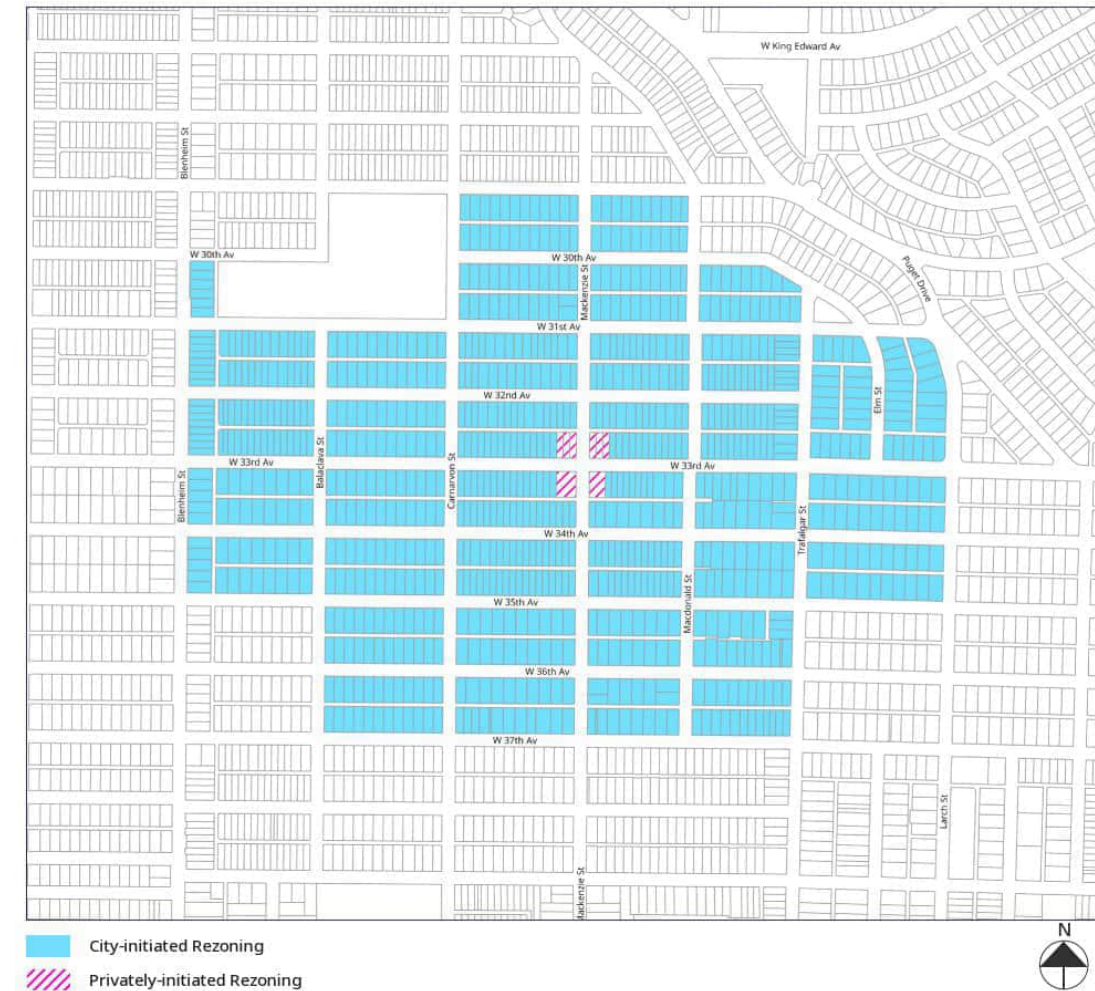 W King Edward Av
Blenheim St
W 30th Av
W 30th Av
Puget Drive
Mackenzie St
W 31st Av
W 32nd Av
Elm St
Balaclava St
Carnarvon St
W 33rd Av
W 33rd Av
Blenheim St
Trafalgar St
W 34th Av
Macdonald St
W 35th Av
W 36th Av
W 37th Av
Larch St
Mackenzie St
N
City-initiated Rezoning
Privately-initiated Rezoning